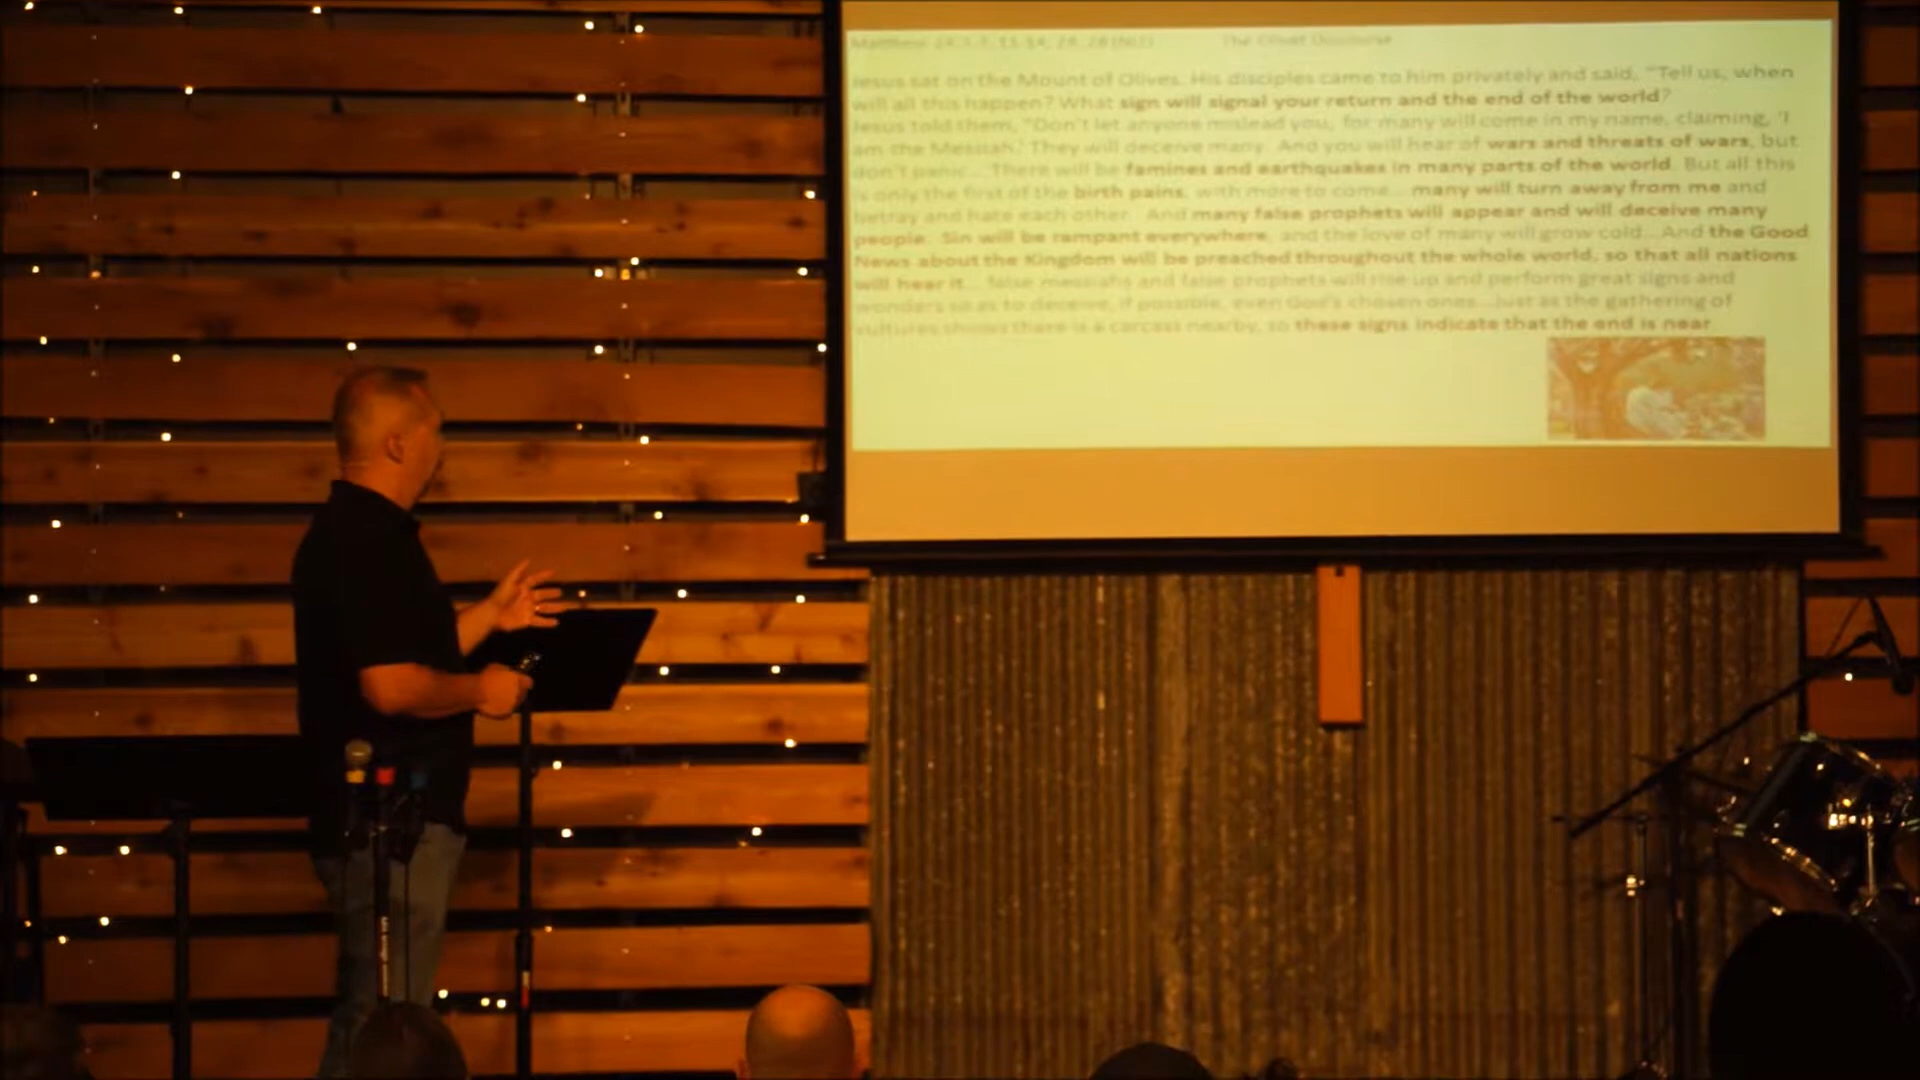 The Olivet Discourse
Jesus sat on the Mount of Olives. His disciples came to him privately and said, "Tell us, when
will all this happen? What sign will signal your return and the end of the world?
Jesus told them, "Don't let anyone mislead you, for many will come in my name, claiming, 'I
am the Messiah.' They will deceive many. And you will hear of wars and threats of wars, but
don't panic... There will be famines and earthquakes in many parts of the world. But all this
is only the first of the birth pains, with more to come... many will turn away from me and
betray and hate each other. And many false prophets will appear and will deceive many
people. Sin will be rampant everywhere, and the love of many will grow cold...And the Good
News about the Kingdom will be preached throughout the whole world, so that all nations
will hear it... false messiahs and false prophets will rise up and perform great signs and
wonders so as to deceive, if possible, even God's chosen ones...Just as the gathering of
vultures shows there is a carcass nearby, so these signs indicate that the end is near